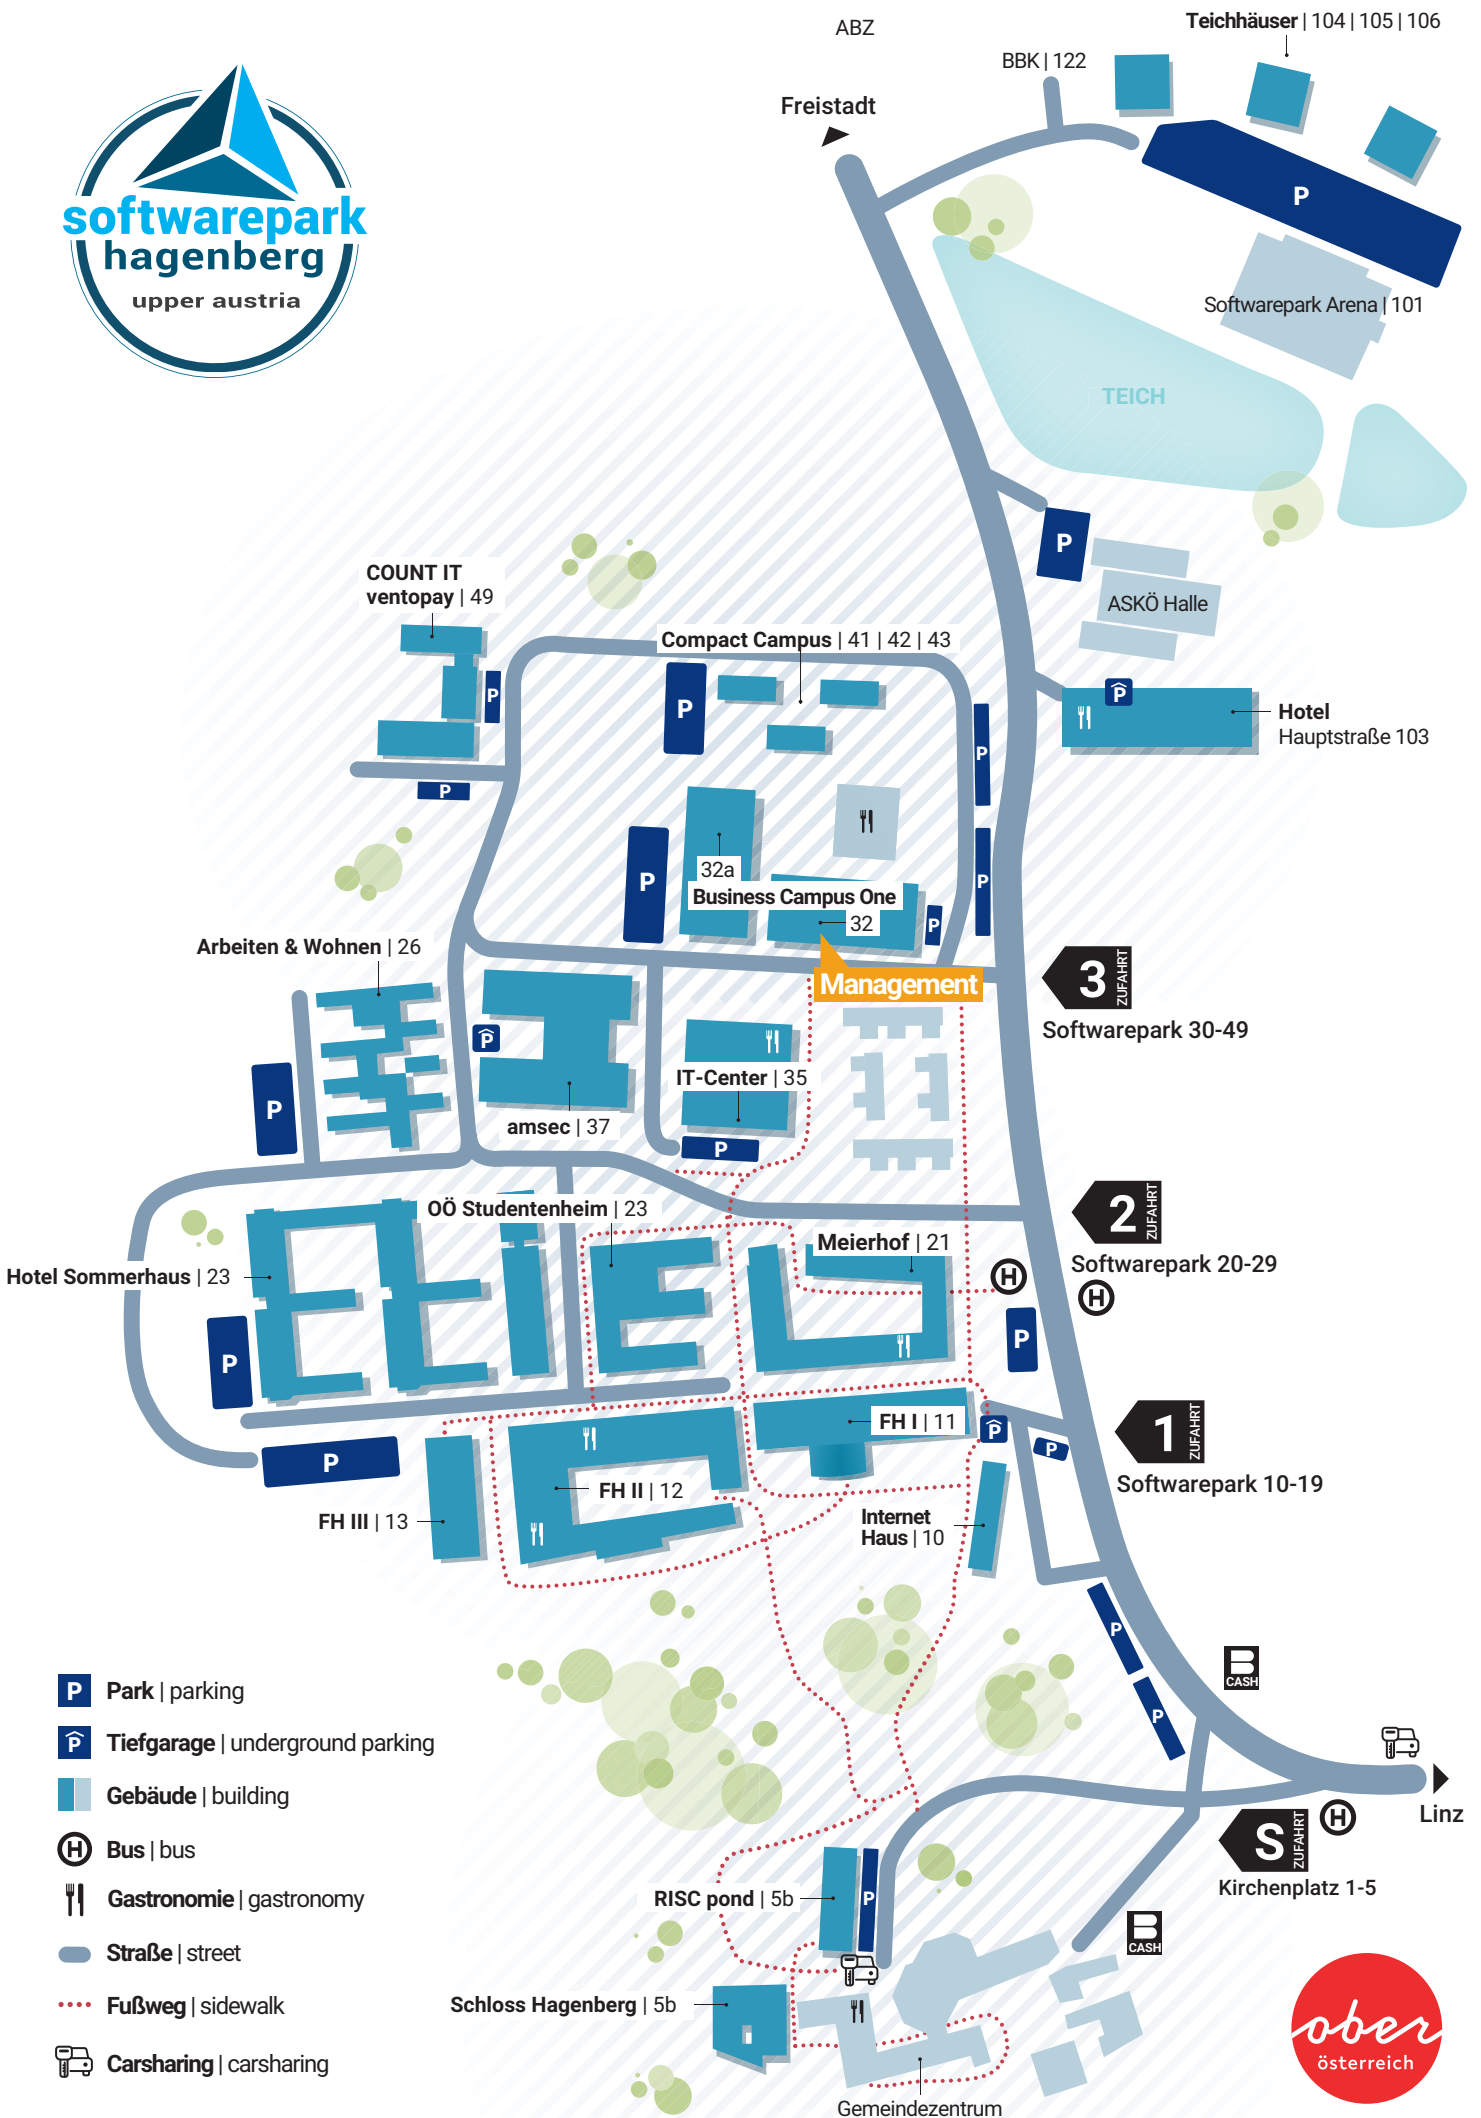 ABZ
Teichhäuser | 104 | 105 | 106
BBK | 122
Freistadt
softwarepark
hagenberg
upper austria
P
Softwarepark Arena | 101
TEICH
P
ASKÖ Halle
COUNT IT
ventopay | 49
Compact Campus | 41 | 42 | 43
P
P
P
P
Hotel
Hauptstraße 103
P
P
P
P
32a
Business Campus One
32
P
Arbeiten & Wohnen | 26
Management
3
ZUFAHRT
Softwarepark 30-49
P
P
IT-Center | 35
amsec | 37
P
2
ZUFAHRT
Softwarepark 20-29
OÖ Studentenheim | 23
Meierhof | 21
Hotel Sommerhaus | 23
H
H
P
P
1
ZUFAHRT
Softwarepark 10-19
FH I | 11
P
P
P
FH II | 12
FH III | 13
Internet
Haus | 10
P
P
B
CASH
P | Park | parking
P | Tiefgarage | underground parking
Gebäude | building
H Bus | bus
Gastronomie | gastronomy
Straße | street
Fußweg | sidewalk
Carsharing | carsharing
Linz
S
ZUFAHRT
H
Kirchenplatz 1-5
RISC pond | 5b
P
B
CASH
Schloss Hagenberg | 5b
Gemeindezentrum
ober
österreich